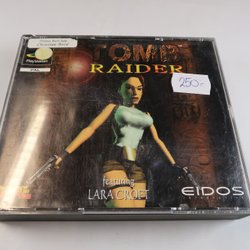 PlayStation
PAL
TOMB
RAIDER
250:-
featuring
LARA CROFT
EIDOS